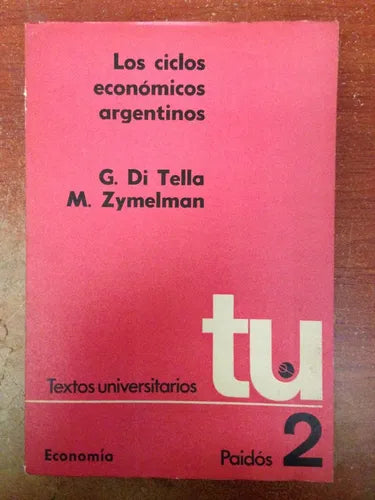 Los ciclos
económicos
argentinos
G. Di Tella
M. Zymelman
tu
Textos universitarios
Economía
Paidós 2